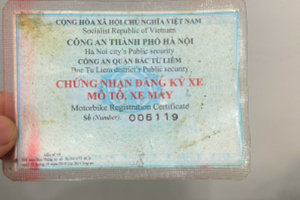 CỘNG HÒA XÃ HỘI CHỦ NGHĨA VIỆT NAM
Socialist Republic of Vietnam
CÔNG AN THÀNH PHỐ HÀ NỘI
Ha Noi city's Public security
CÔNG AN QUẬN BẮC TỪ LIÊM
Bac Tu Liem district's Public security
CHỨNG NHẬN ĐĂNG KÝ XE
MÔ TÔ, XE MÁY
Motorbike Registration Certificate
Số (Number): 006119